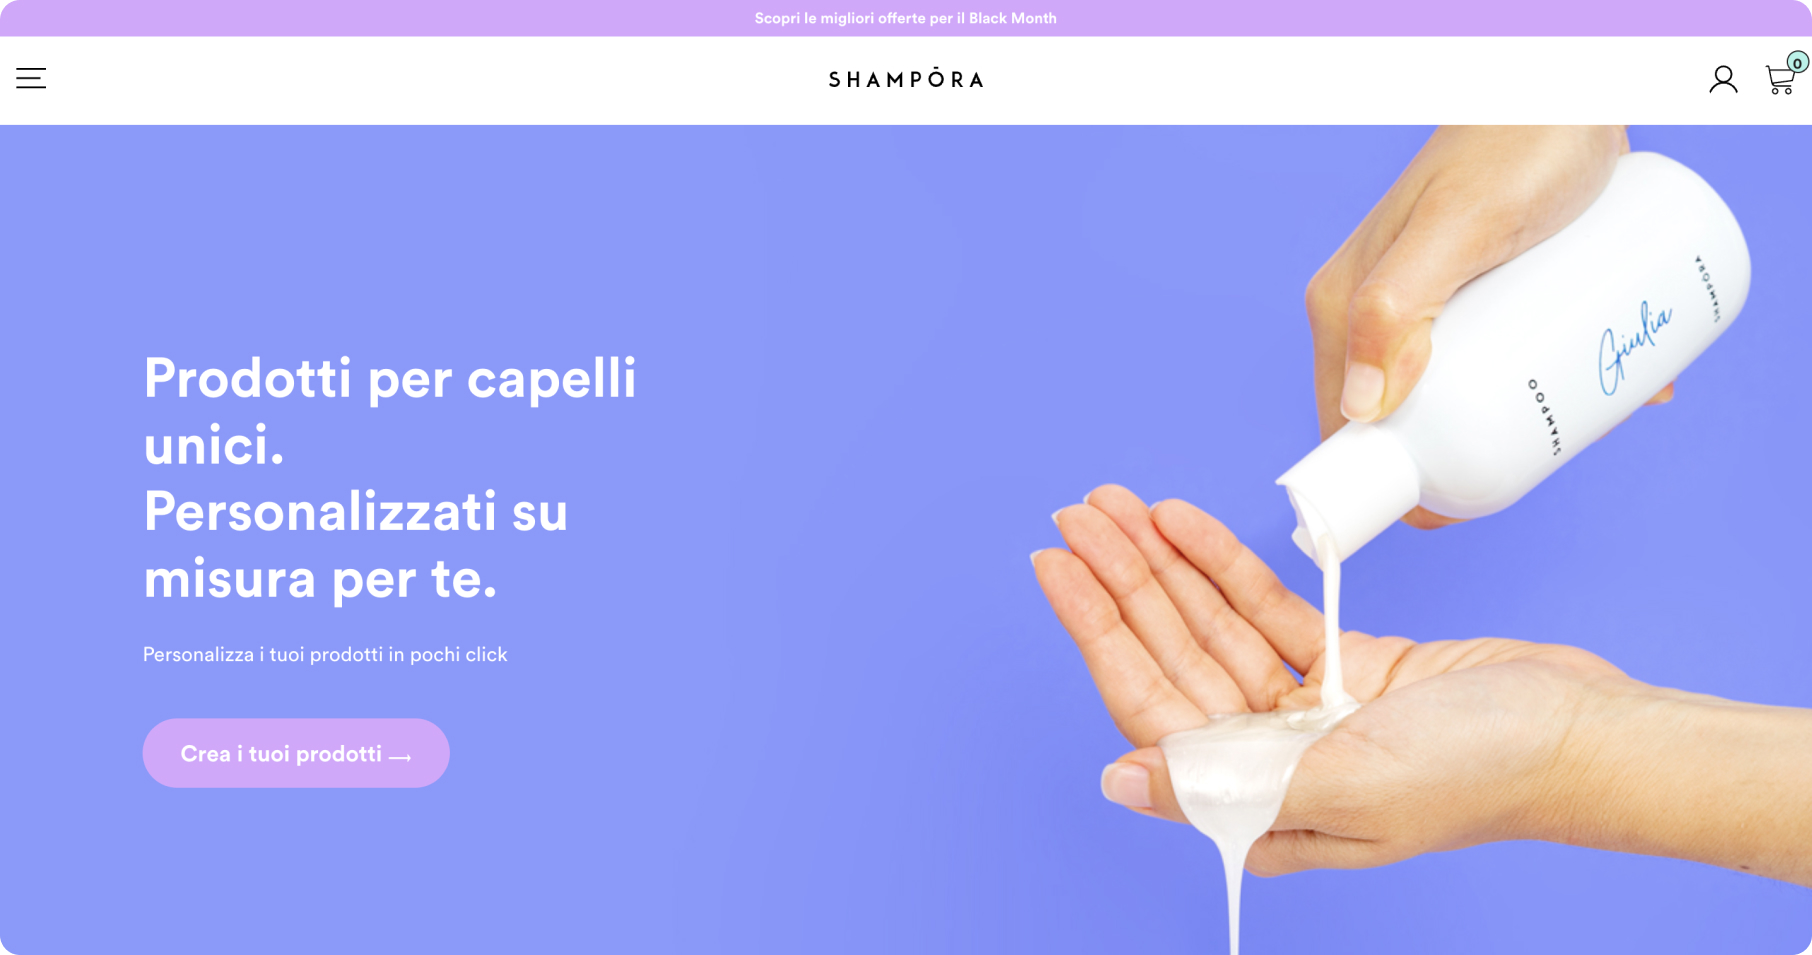 Scopri le migliori offerte per il Black Month
SHAMPŌRA
0
Prodotti per capelli
unici.
Personalizzati su
misura per te.
Personalizza i tuoi prodotti in pochi click
Crea i tuoi prodotti →
SHAMPŌRA
Giulia
SHAMPOO